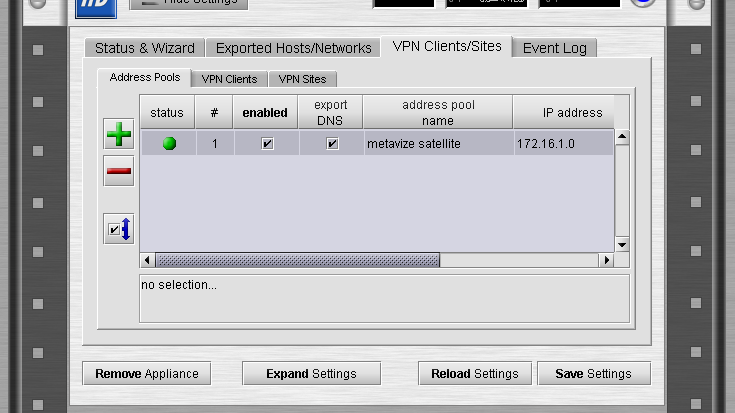 Hide Settings
Status & Wizard
Exported Hosts/Networks
VPN Clients/Sites
Event Log
Address Pools
VPN Clients
VPN Sites
status
#
enabled
export
DNS
address pool
name
IP address
1
metavize satellite
172.16.1.0
no selection...
Remove Appliance
Expand Settings
Reload Settings
Save Settings